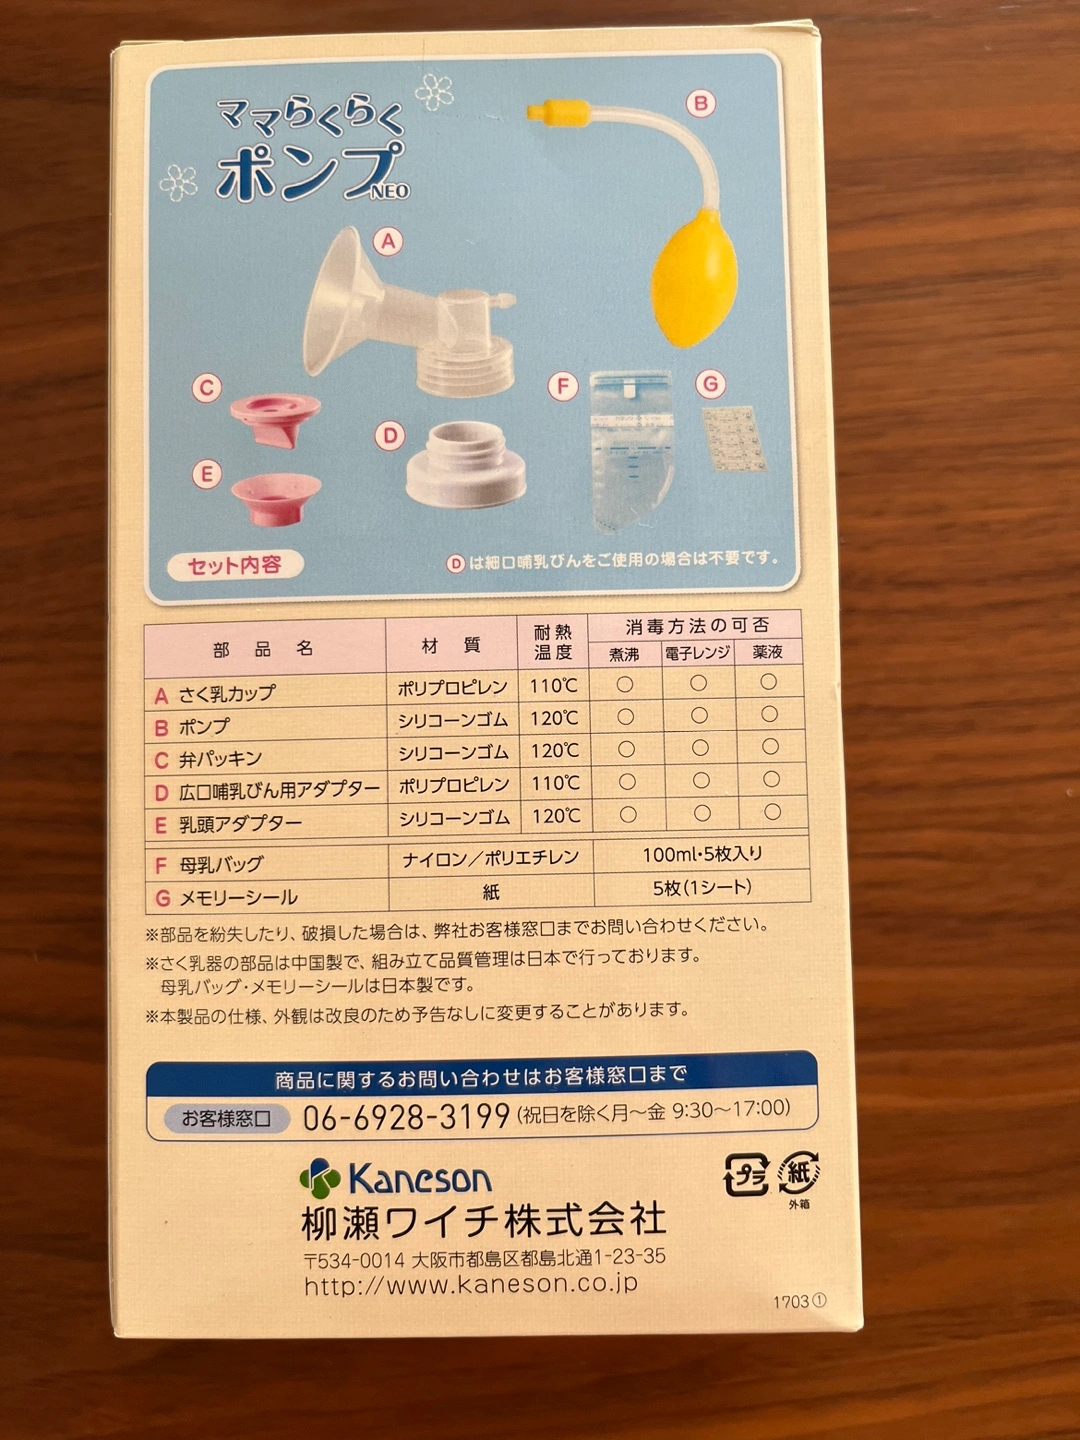 ママらくらく
ポンプNEO
B
A
C
F
G
D
E
セット内容
Dは細口哺乳びんをご使用の場合は不要です。
部品名 材質 耐熱温度 消毒方法の可否
煮沸 電子レンジ 薬液
A さく乳カップ ポリプロピレン 110℃ ○ ○ ○
B ポンプ シリコーンゴム 120℃ ○ ○ ○
C 弁パッキン シリコーンゴム 120℃ ○ ○ ○
D 広口哺乳びん用アダプター ポリプロピレン 110℃ ○ ○ ○
E 乳頭アダプター シリコーンゴム 120℃ ○ ○ ○
F 母乳バッグ ナイロン／ポリエチレン 100ml・5枚入り
G メモリーシール 紙 5枚(1シート)
※部品を紛失したり、破損した場合は、弊社お客様窓口までお問い合わせください。
※さく乳器の部品は中国製で、組み立て品質管理は日本で行っております。
母乳バッグ・メモリーシールは日本製です。
※本製品の仕様、外観は改良のため予告なしに変更することがあります。
商品に関するお問い合わせはお客様窓口まで
お客様窓口 06-6928-3199(祝日を除く月〜金 9:30〜17:00)
Kaneson
柳瀬ワイチ株式会社
〒534-0014 大阪市都島区都島北通1-23-35
http://www.kaneson.co.jp
プラ
紙
外箱
1703①